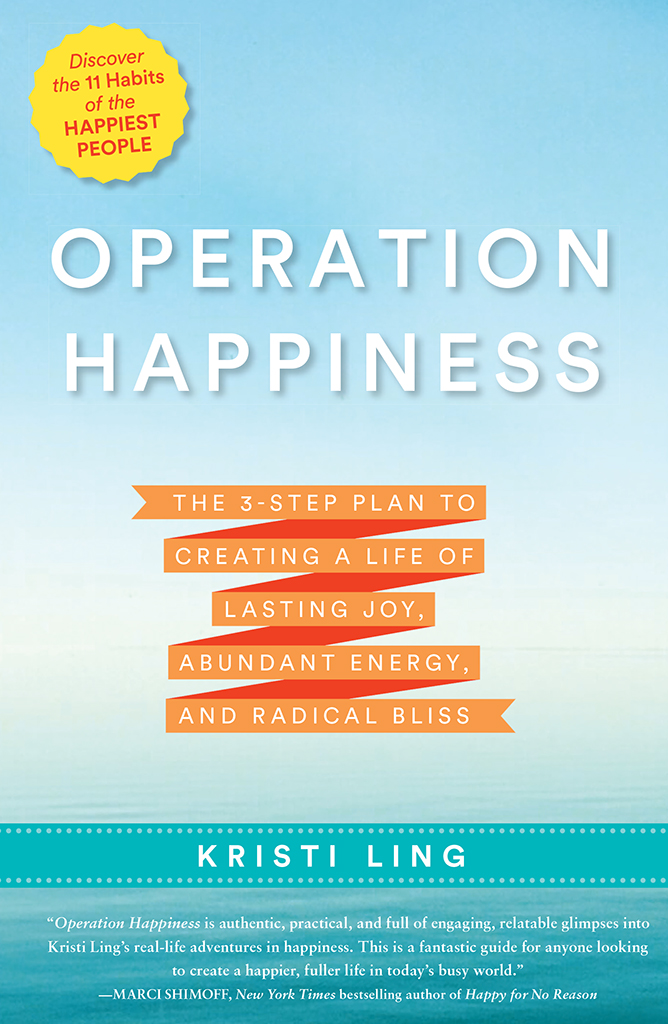 Discover
the 11 Habits
of the
HAPPIEST
PEOPLE
OPERATION
HAPPINESS
THE 3-STEP PLAN TO
CREATING A LIFE OF
LASTING JOY,
ABUNDANT ENERGY,
AND RADICAL BLISS
KRISTI LING
“Operation Happiness is authentic, practical, and full of engaging, relatable glimpses into
Kristi Ling’s real-life adventures in happiness. This is a fantastic guide for anyone looking
to create a happier, fuller life in today’s busy world.”
—MARCI SHIMOFF, New York Times bestselling author of Happy for No Reason